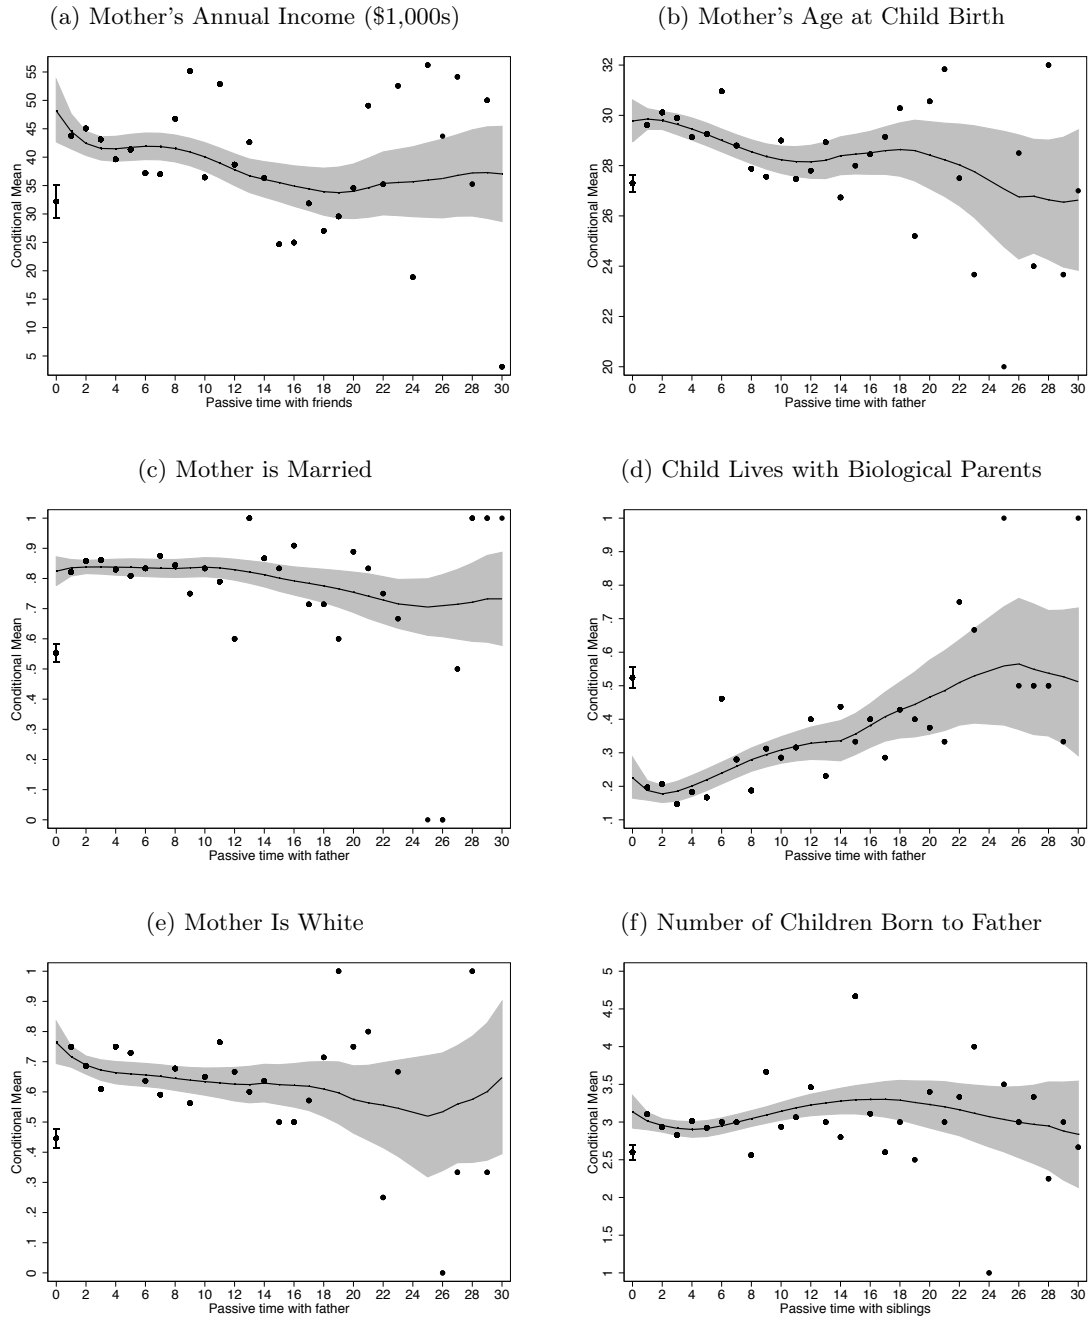 (a) Mother's Annual Income ($1,000s)
Conditional Mean
5 10 15 20 25 30 35 40 45 50 55
0 2 4 6 8 10 12 14 16 18 20 22 24 26 28 30
Passive time with friends
(b) Mother's Age at Child Birth
Conditional Mean
20 22 24 26 28 30 32
0 2 4 6 8 10 12 14 16 18 20 22 24 26 28 30
Passive time with father
(c) Mother is Married
Conditional Mean
0 .1 .2 .3 .4 .5 .6 .7 .8 .9 1
0 2 4 6 8 10 12 14 16 18 20 22 24 26 28 30
Passive time with father
(d) Child Lives with Biological Parents
Conditional Mean
.1 .2 .3 .4 .5 .6 .7 .8 .9 1
0 2 4 6 8 10 12 14 16 18 20 22 24 26 28 30
Passive time with father
(e) Mother Is White
Conditional Mean
0 .1 .2 .3 .4 .5 .6 .7 .8 .9 1
0 2 4 6 8 10 12 14 16 18 20 22 24 26 28 30
Passive time with father
(f) Number of Children Born to Father
Conditional Mean
1 1.5 2 2.5 3 3.5 4 4.5 5
0 2 4 6 8 10 12 14 16 18 20 22 24 26 28 30
Passive time with siblings